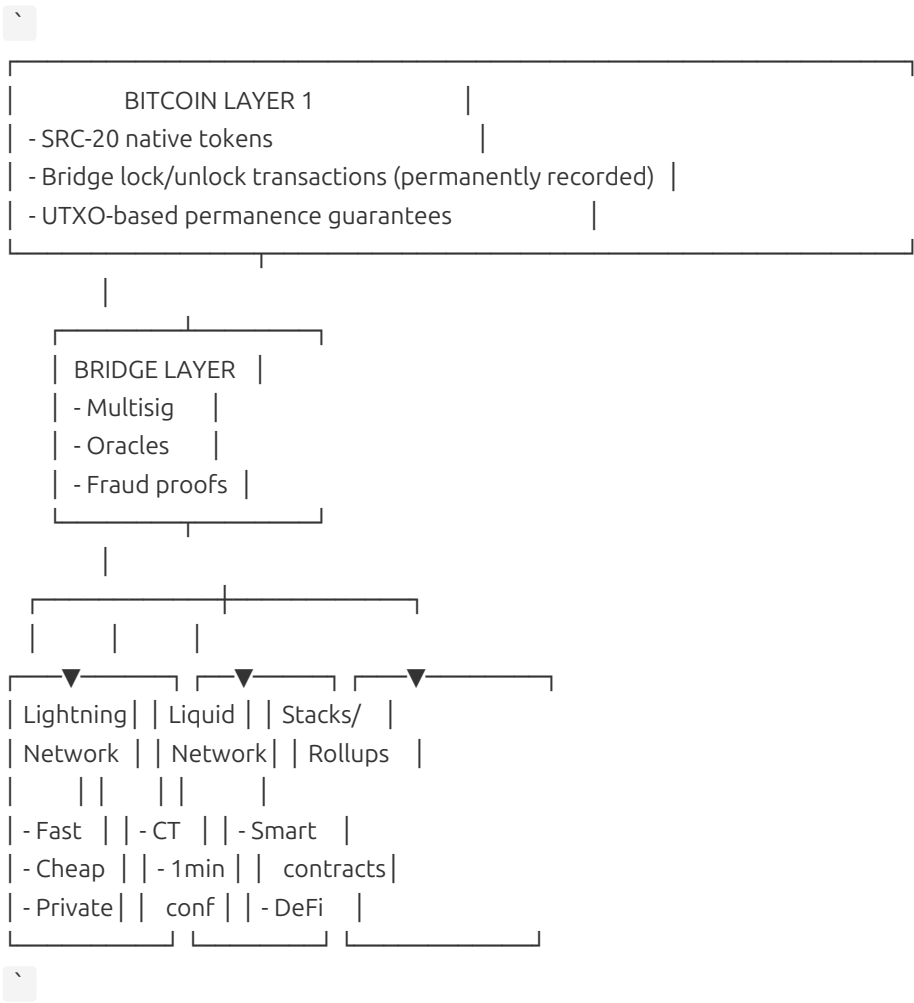 `
BITCOIN LAYER 1
- SRC-20 native tokens
- Bridge lock/unlock transactions (permanently recorded)
- UTXO-based permanence guarantees
BRIDGE LAYER
- Multisig
- Oracles
- Fraud proofs
▼ ▼ ▼
Lightning Liquid Stacks/
Network Network Rollups
- Fast - CT - Smart
- Cheap - 1min contracts
- Private conf - DeFi
`